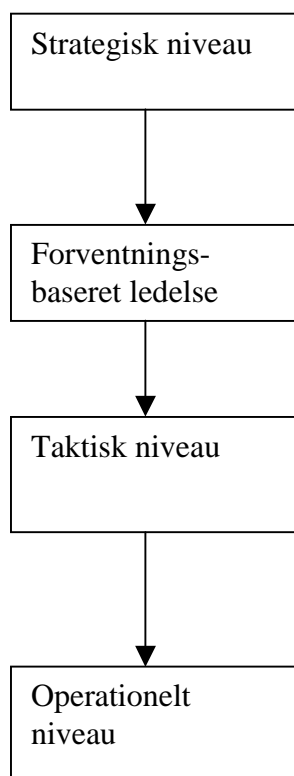 Strategisk niveau
Forventnings-
baseret ledelse
Taktisk niveau
Operationelt
niveau